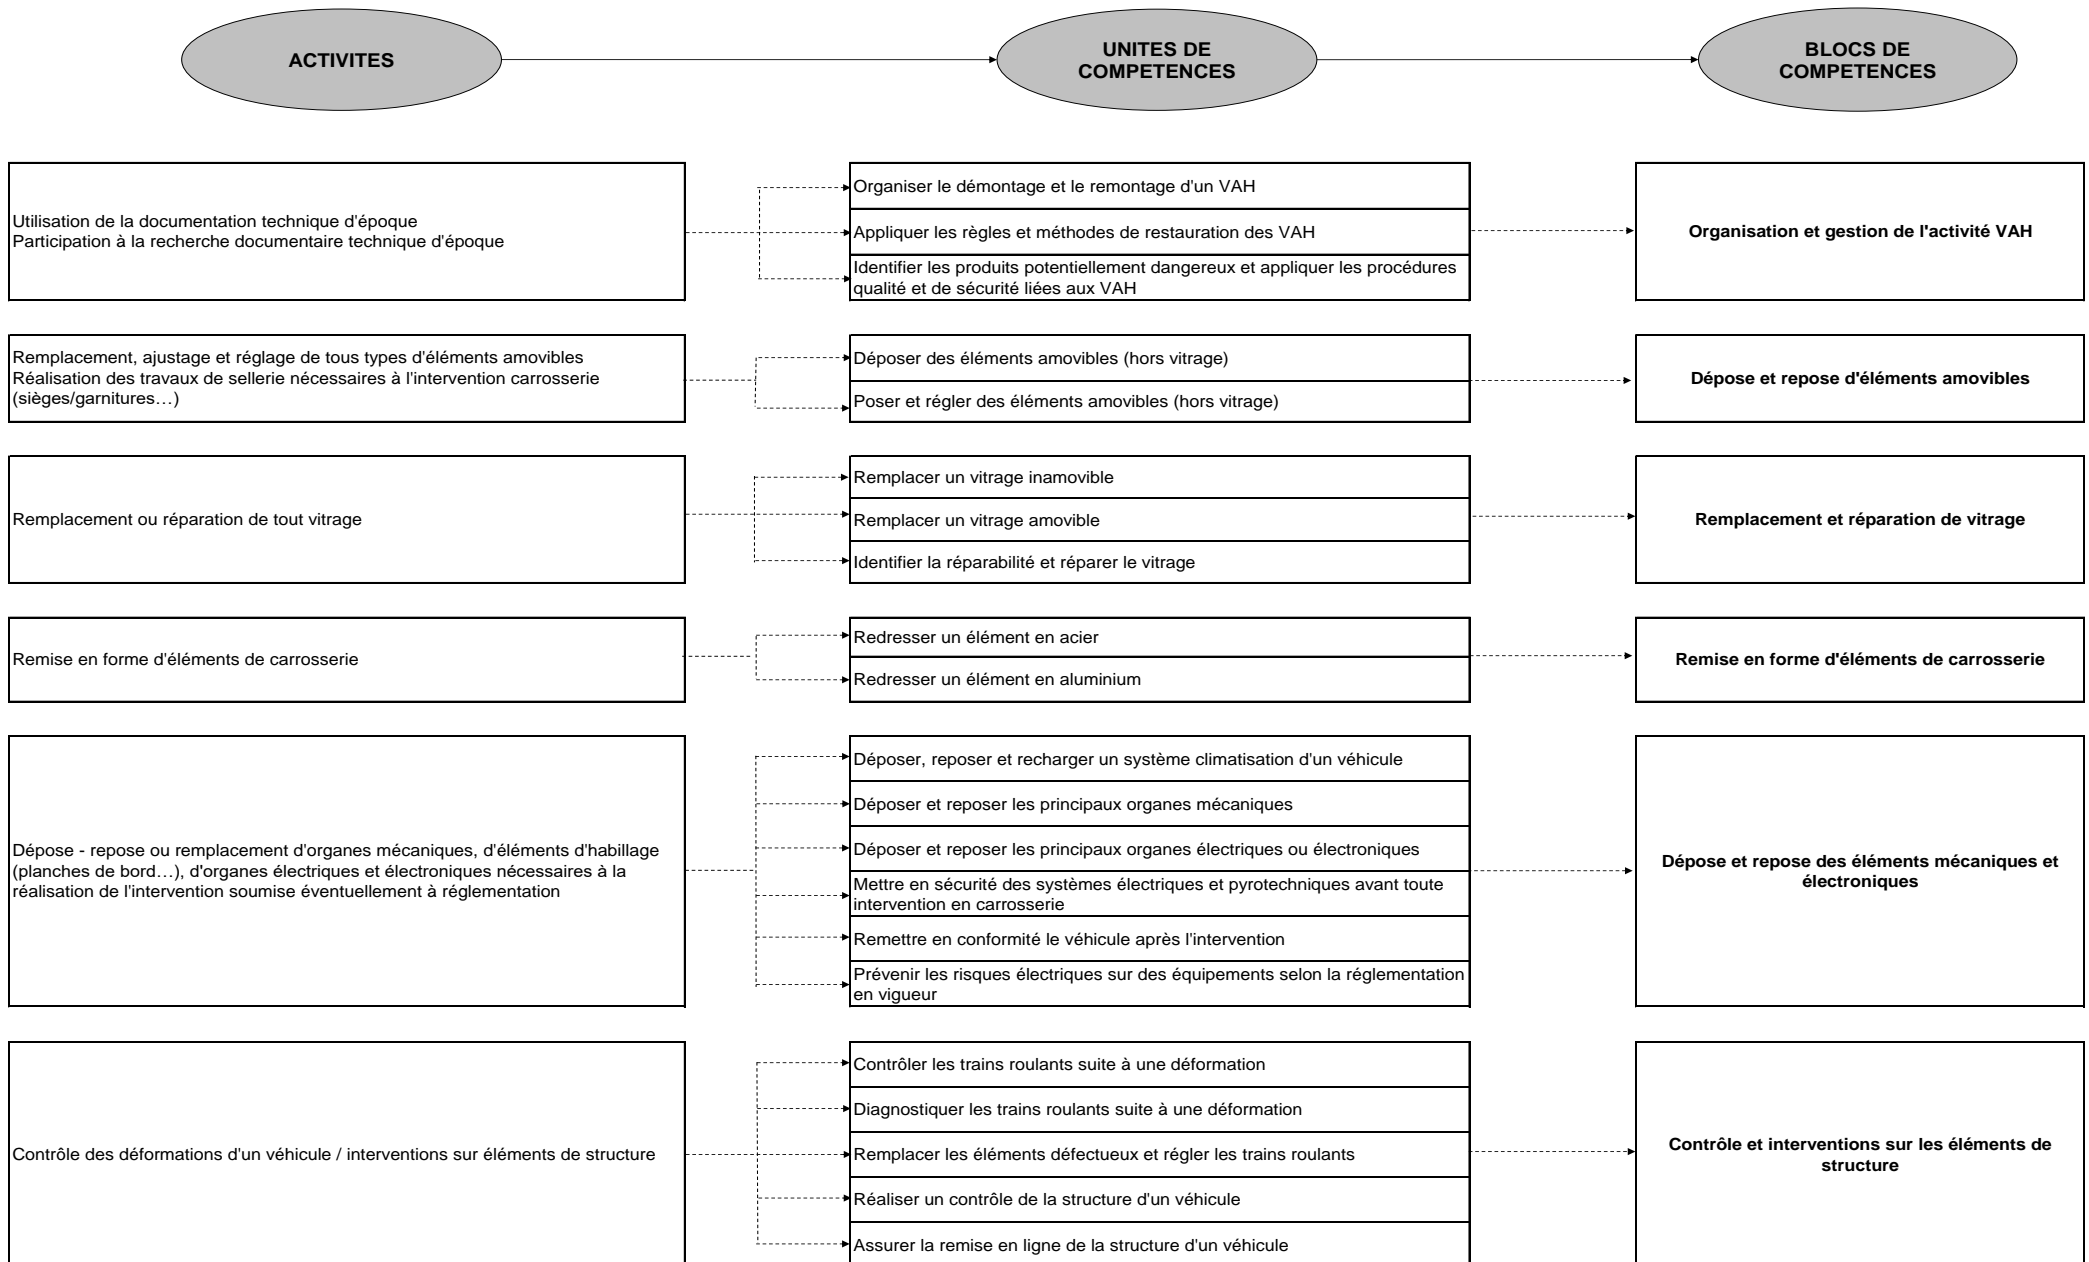 ACTIVITES
UNITES DE
COMPETENCES
BLOCS DE
COMPETENCES
Utilisation de la documentation technique d'époque
Participation à la recherche documentaire technique d'époque
Organiser le démontage et le remontage d'un VAH
Appliquer les règles et méthodes de restauration des VAH
Identifier les produits potentiellement dangereux et appliquer les procédures
qualité et de sécurité liées aux VAH
Organisation et gestion de l'activité VAH
Remplacement, ajustage et réglage de tous types d'éléments amovibles
Réalisation des travaux de sellerie nécessaires à l'intervention carrosserie
(sièges/garnitures…)
Déposer des éléments amovibles (hors vitrage)
Poser et régler des éléments amovibles (hors vitrage)
Dépose et repose d'éléments amovibles
Remplacement ou réparation de tout vitrage
Remplacer un vitrage inamovible
Remplacer un vitrage amovible
Identifier la réparabilité et réparer le vitrage
Remplacement et réparation de vitrage
Remise en forme d'éléments de carrosserie
Redresser un élément en acier
Redresser un élément en aluminium
Remise en forme d'éléments de carrosserie
Dépose - repose ou remplacement d'organes mécaniques, d'éléments d'habillage
(planches de bord…), d'organes électriques et électroniques nécessaires à la
réalisation de l'intervention soumise éventuellement à réglementation
Déposer, reposer et recharger un système climatisation d'un véhicule
Déposer et reposer les principaux organes mécaniques
Déposer et reposer les principaux organes électriques ou électroniques
Mettre en sécurité des systèmes électriques et pyrotechniques avant toute
intervention en carrosserie
Remettre en conformité le véhicule après l'intervention
Prévenir les risques électriques sur des équipements selon la réglementation
en vigueur
Dépose et repose des éléments mécaniques et
électroniques
Contrôle des déformations d'un véhicule / interventions sur éléments de structure
Contrôler les trains roulants suite à une déformation
Diagnostiquer les trains roulants suite à une déformation
Remplacer les éléments défectueux et régler les trains roulants
Réaliser un contrôle de la structure d'un véhicule
Assurer la remise en ligne de la structure d'un véhicule
Contrôle et interventions sur les éléments de
structure